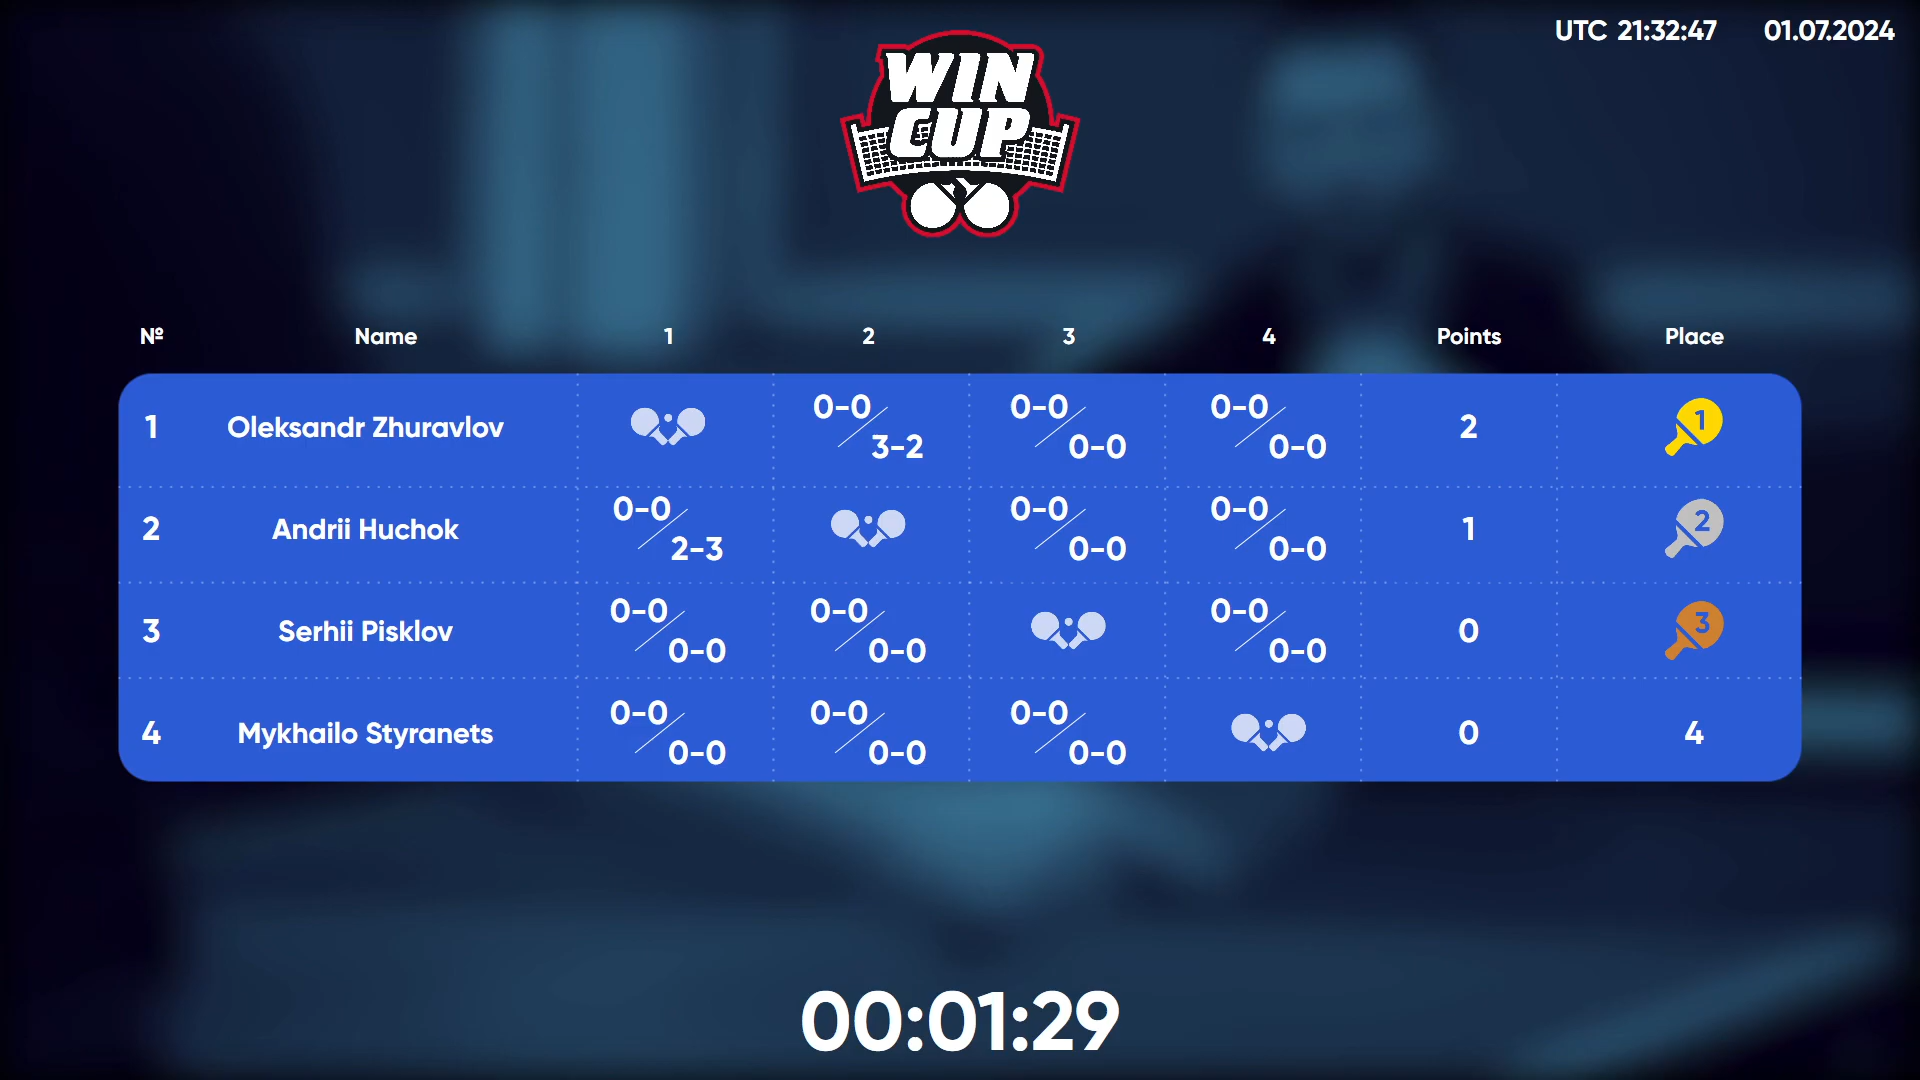 UTC 21:32:47 01.07.2024
WIN
CUP
№ Name 1 2 3 4 Points Place
1 Oleksandr Zhuravlov 0-0 3-2 0-0 0-0 0-0 0-0 2 1
2 Andrii Huchok 0-0 2-3 0-0 0-0 0-0 0-0 1 2
3 Serhii Pisklov 0-0 0-0 0-0 0-0 0-0 0-0 0 3
4 Mykhailo Styranets 0-0 0-0 0-0 0-0 0-0 0-0 0 4
00:01:29